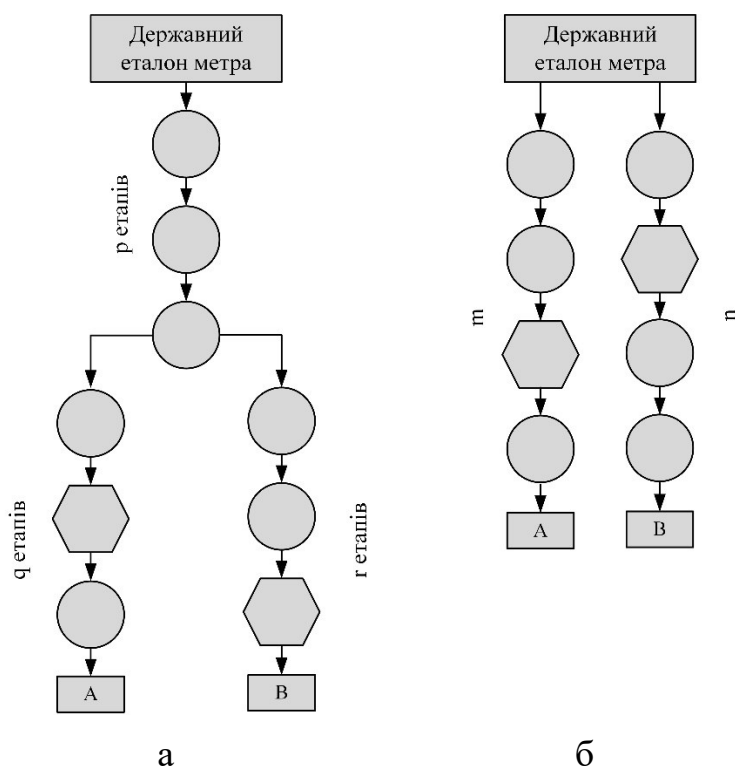 Державний
еталон метра
p етапів
q етапів
r етапів
A
B
а
Державний
еталон метра
m
n
A
B
б